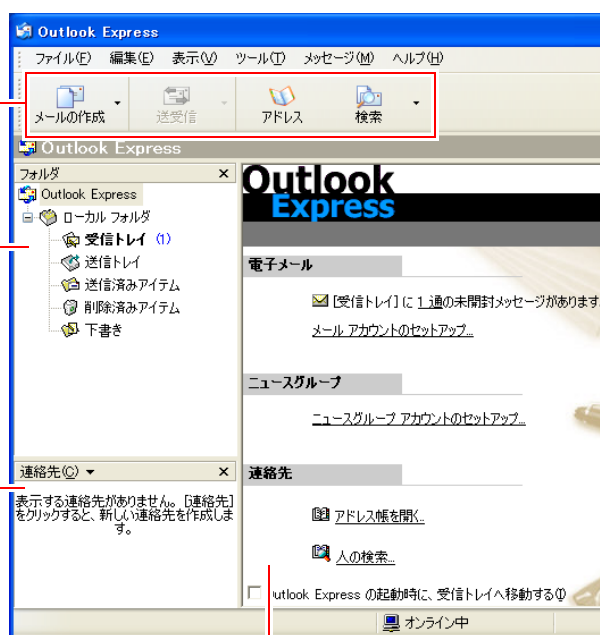 Outlook Express
ファイル(F) 編集(E) 表示(V) ツール(T) メッセージ(M) ヘルプ(H)
メールの作成 送受信 アドレス 検索
Outlook Express
フォルダ ×
Outlook Express
ローカル フォルダ
受信トレイ (1)
送信トレイ
送信済みアイテム
削除済みアイテム
下書き
Outlook
Express
電子メール
[受信トレイ] に 1 通の未開封メッセージがあります
メール アカウントのセットアップ...
ニュースグループ
ニュースグループ アカウントのセットアップ...
連絡先(C) ×
表示する連絡先がありません。[連絡先]
をクリックすると、新しい連絡先を作成しま
す。
連絡先
アドレス帳を開く...
人の検索...
utlook Express の起動時に、受信トレイへ移動する(
オンライン中